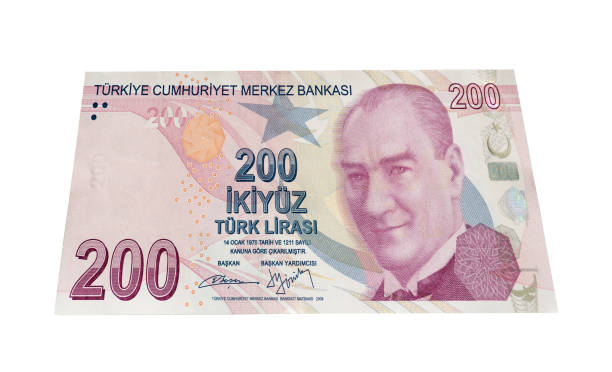 TÜRKİYE CUMHURİYET MERKEZ BANKASI
200
200
200
İKİYÜZ
TÜRK LİRASI
14 OCAK 1970 TARİH VE 1211 SAYILI
KANUNA GÖRE ÇIKARILMIŞTIR.
BAŞKAN BAŞKAN YARDIMCISI
200
TÜRKİYE CUMHURİYET MERKEZ BANKASI BANKNOT MATBAASI 2009